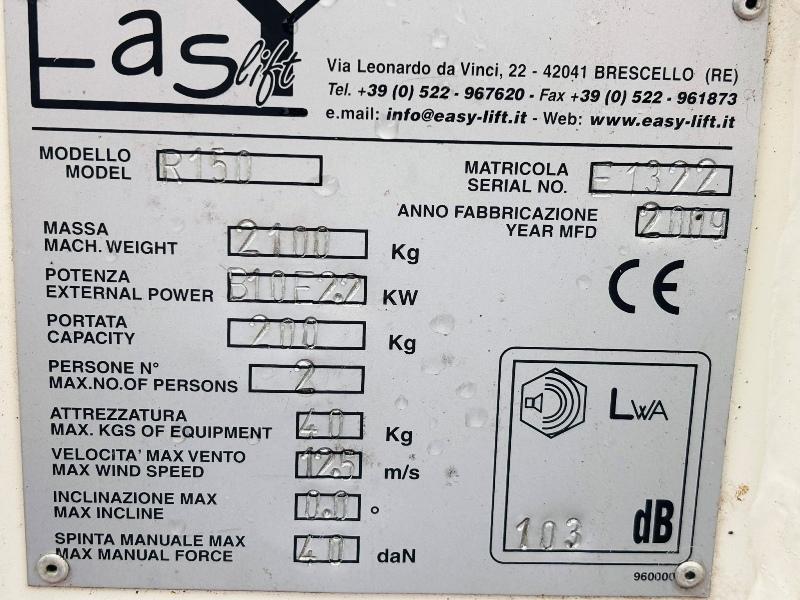 Easy lift
Via Leonardo da Vinci, 22 - 42041 BRESCELLO (RE)
Tel. +39 (0) 522 - 967620 - Fax +39 (0) 522 - 961873
e.mail: info@easy-lift.it - Web: www.easy-lift.it
MODELLO
MODEL R150
MATRICOLA
SERIAL NO. E1322
ANNO FABBRICAZIONE
YEAR MFD 2009
MASSA
MACH. WEIGHT 2100 Kg
POTENZA
EXTERNAL POWER B10E2.2 KW
CE
PORTATA
CAPACITY 200 Kg
PERSONE N°
MAX.NO.OF PERSONS 2
ATTREZZATURA
MAX. KGS OF EQUIPMENT 40 Kg
VELOCITA' MAX VENTO
MAX WIND SPEED 12.5 m/s
INCLINAZIONE MAX
MAX INCLINE 0.0 °
SPINTA MANUALE MAX
MAX MANUAL FORCE 40 daN
LWA
103 dB